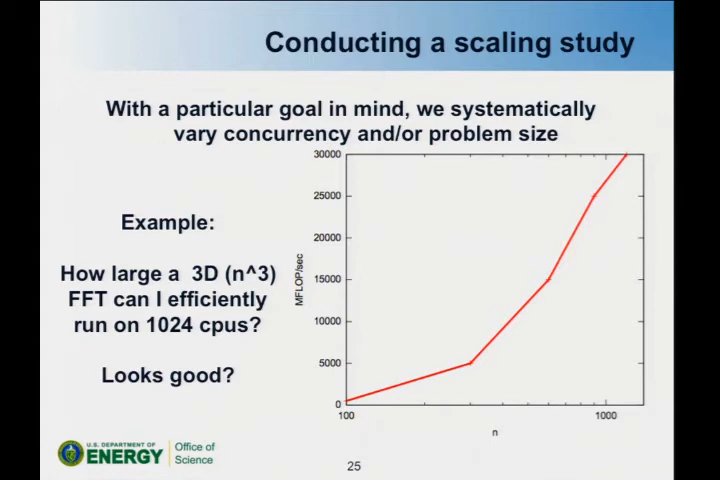 Conducting a scaling study
With a particular goal in mind, we systematically
vary concurrency and/or problem size
Example:
How large a 3D (n^3)
FFT can I efficiently
run on 1024 cpus?
Looks good?
30000
25000
20000
15000
10000
5000
0
MFLOP/sec
100
1000
n
U.S. DEPARTMENT OF
ENERGY
Office of
Science
25